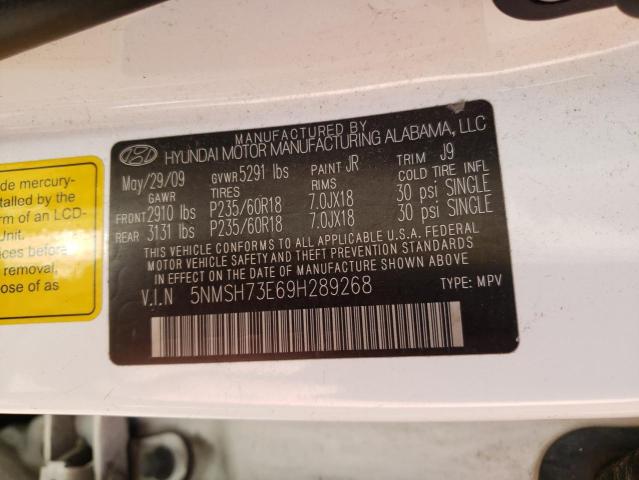 MANUFACTURED BY
HYUNDAI MOTOR MANUFACTURING ALABAMA, LLC
May/29/09 GVWR 5291 lbs PAINT JR TRIM J9
GAWR TIRES RIMS COLD TIRE INFL
FRONT 2910 lbs P235/60R18 7.0JX18 30 psi SINGLE
REAR 3131 lbs P235/60R18 7.0JX18 30 psi SINGLE
THIS VEHICLE CONFORMS TO ALL APPLICABLE U.S.A. FEDERAL
MOTOR VEHICLE SAFETY AND THEFT PREVENTION STANDARDS
IN EFFECT ON THE DATE OF MANUFACTURE SHOWN ABOVE.
V.I.N 5NMSH73E69H289268 TYPE: MPV
de mercury-
talled by the
rm of an LCD-
Unit.
ices before
removal,
ose of as